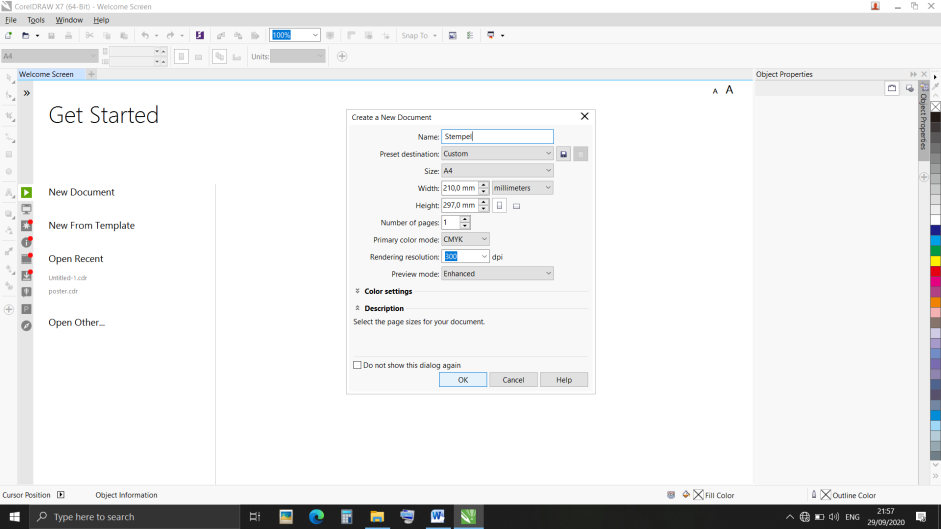 CorelDRAW X7 (64-Bit) - Welcome Screen
File Tools Window Help
100% Snap To
A4 Units:
Welcome Screen
Object Properties
Get Started
A A
Create a New Document
Name: Stempel
Preset destination: Custom
Size: A4
Width: 210,0 mm millimeters
Height: 297,0 mm
Number of pages: 1
Primary color mode: CMYK
Rendering resolution: 300 dpi
Preview mode: Enhanced
Color settings
Description
Select the page sizes for your document.
Do not show this dialog again
OK Cancel Help
New Document
New From Template
Open Recent
Untitled-1.cdr
poster.cdr
Open Other...
Object Properties
Cursor Position Object Information Fill Color Outline Color
Type here to search
ENG 21:57
29/09/2020